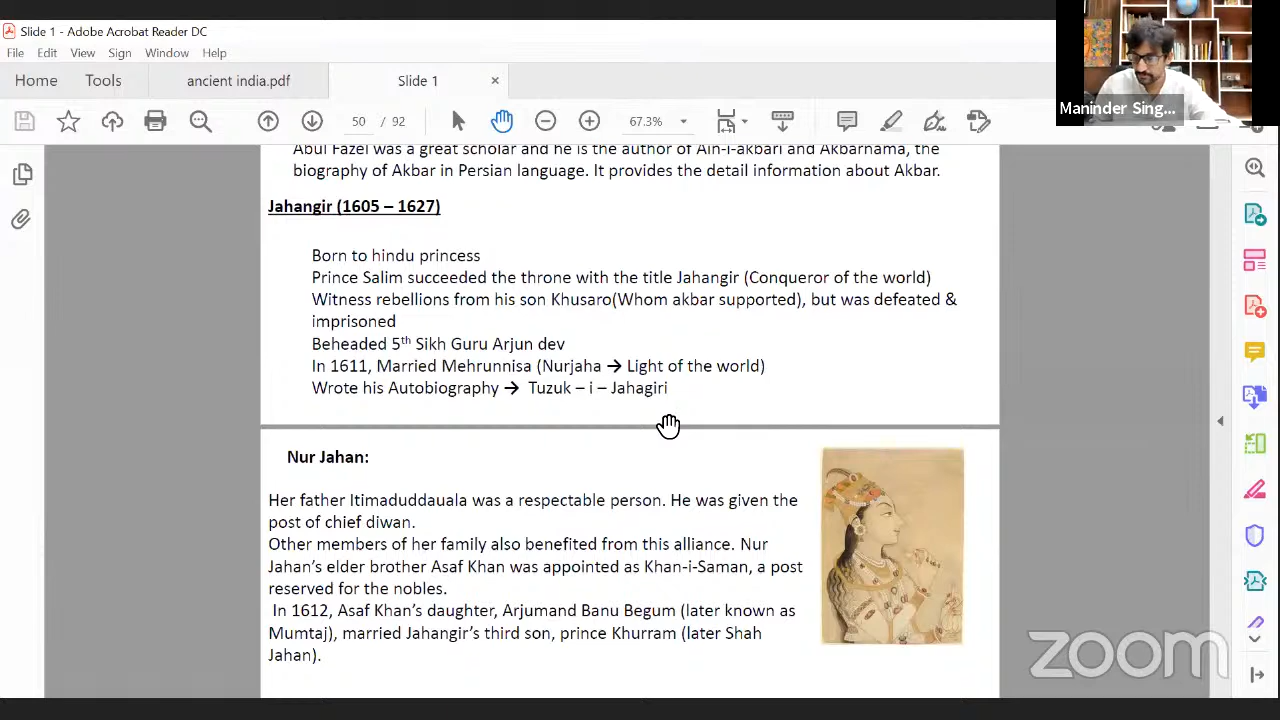 Slide 1 - Adobe Acrobat Reader DC
File Edit View Sign Window Help
Home Tools ancient india.pdf Slide 1
50 / 92 67.3%
Maninder Sing...
Abul Fazel was a great scholar and he is the author of Ain-i-akbari and Akbarnama, the
biography of Akbar in Persian language. It provides the detail information about Akbar.
Jahangir (1605 – 1627)
Born to hindu princess
Prince Salim succeeded the throne with the title Jahangir (Conqueror of the world)
Witness rebellions from his son Khusaro(Whom akbar supported), but was defeated &
imprisoned
Beheaded 5th Sikh Guru Arjun dev
In 1611, Married Mehrunnisa (Nurjaha → Light of the world)
Wrote his Autobiography → Tuzuk – i – Jahagiri
Nur Jahan:
Her father Itimaduddauala was a respectable person. He was given the
post of chief diwan.
Other members of her family also benefited from this alliance. Nur
Jahan's elder brother Asaf Khan was appointed as Khan-i-Saman, a post
reserved for the nobles.
In 1612, Asaf Khan's daughter, Arjumand Banu Begum (later known as
Mumtaj), married Jahangir's third son, prince Khurram (later Shah
Jahan).
zoom